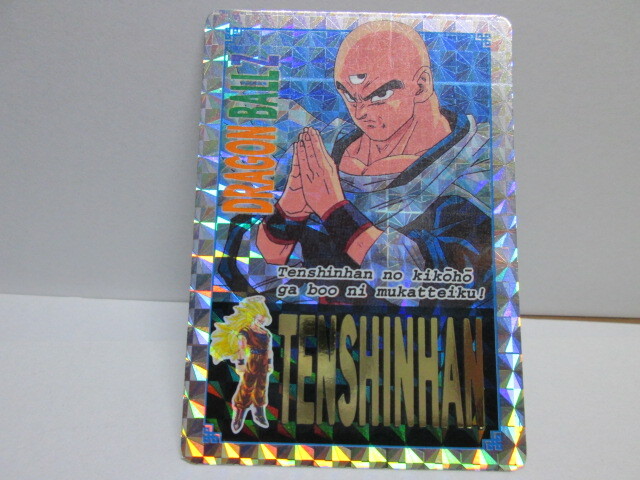 DRAGON BALL Z
Tenshinhan no kikōhō
ga boo ni mukatteiku!
TENSHINHAN